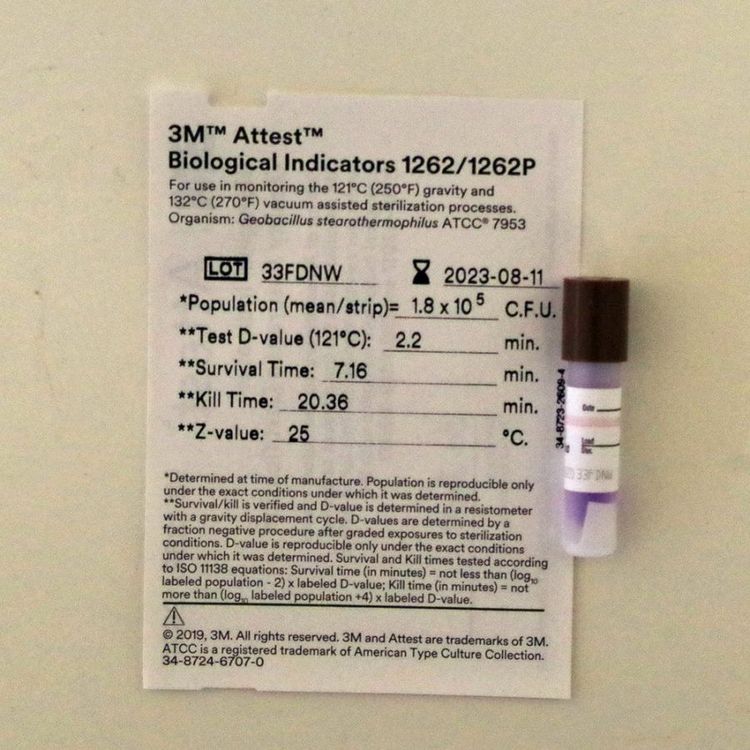 3M™ Attest™
Biological Indicators 1262/1262P
For use in monitoring the 121°C (250°F) gravity and
132°C (270°F) vacuum assisted sterilization processes.
Organism: Geobacillus stearothermophilus ATCC® 7953
LOT 33FDNW 2023-08-11
*Population (mean/strip)= 1.8 x 10⁵ C.F.U.
**Test D-value (121°C): 2.2 min.
**Survival Time: 7.16 min.
**Kill Time: 20.36 min.
**Z-value: 25 °C.
*Determined at time of manufacture. Population is reproducible only
under the exact conditions under which it was determined.
**Survival/kill is verified and D-value is determined in a resistometer
with a gravity displacement cycle. D-values are determined by a
fraction negative procedure after graded exposures to sterilization
conditions. D-value is reproducible only under the exact conditions
under which it was determined. Survival and Kill times tested according
to ISO 11138 equations: Survival time (in minutes) = not less than (log₁₀
labeled population - 2) x labeled D-value; Kill time (in minutes) = not
more than (log₁₀ labeled population +4) x labeled D-value.
© 2019, 3M. All rights reserved. 3M and Attest are trademarks of 3M.
ATCC is a registered trademark of American Type Culture Collection.
34-8724-6707-0
34-8723-2609-4
Date
Load